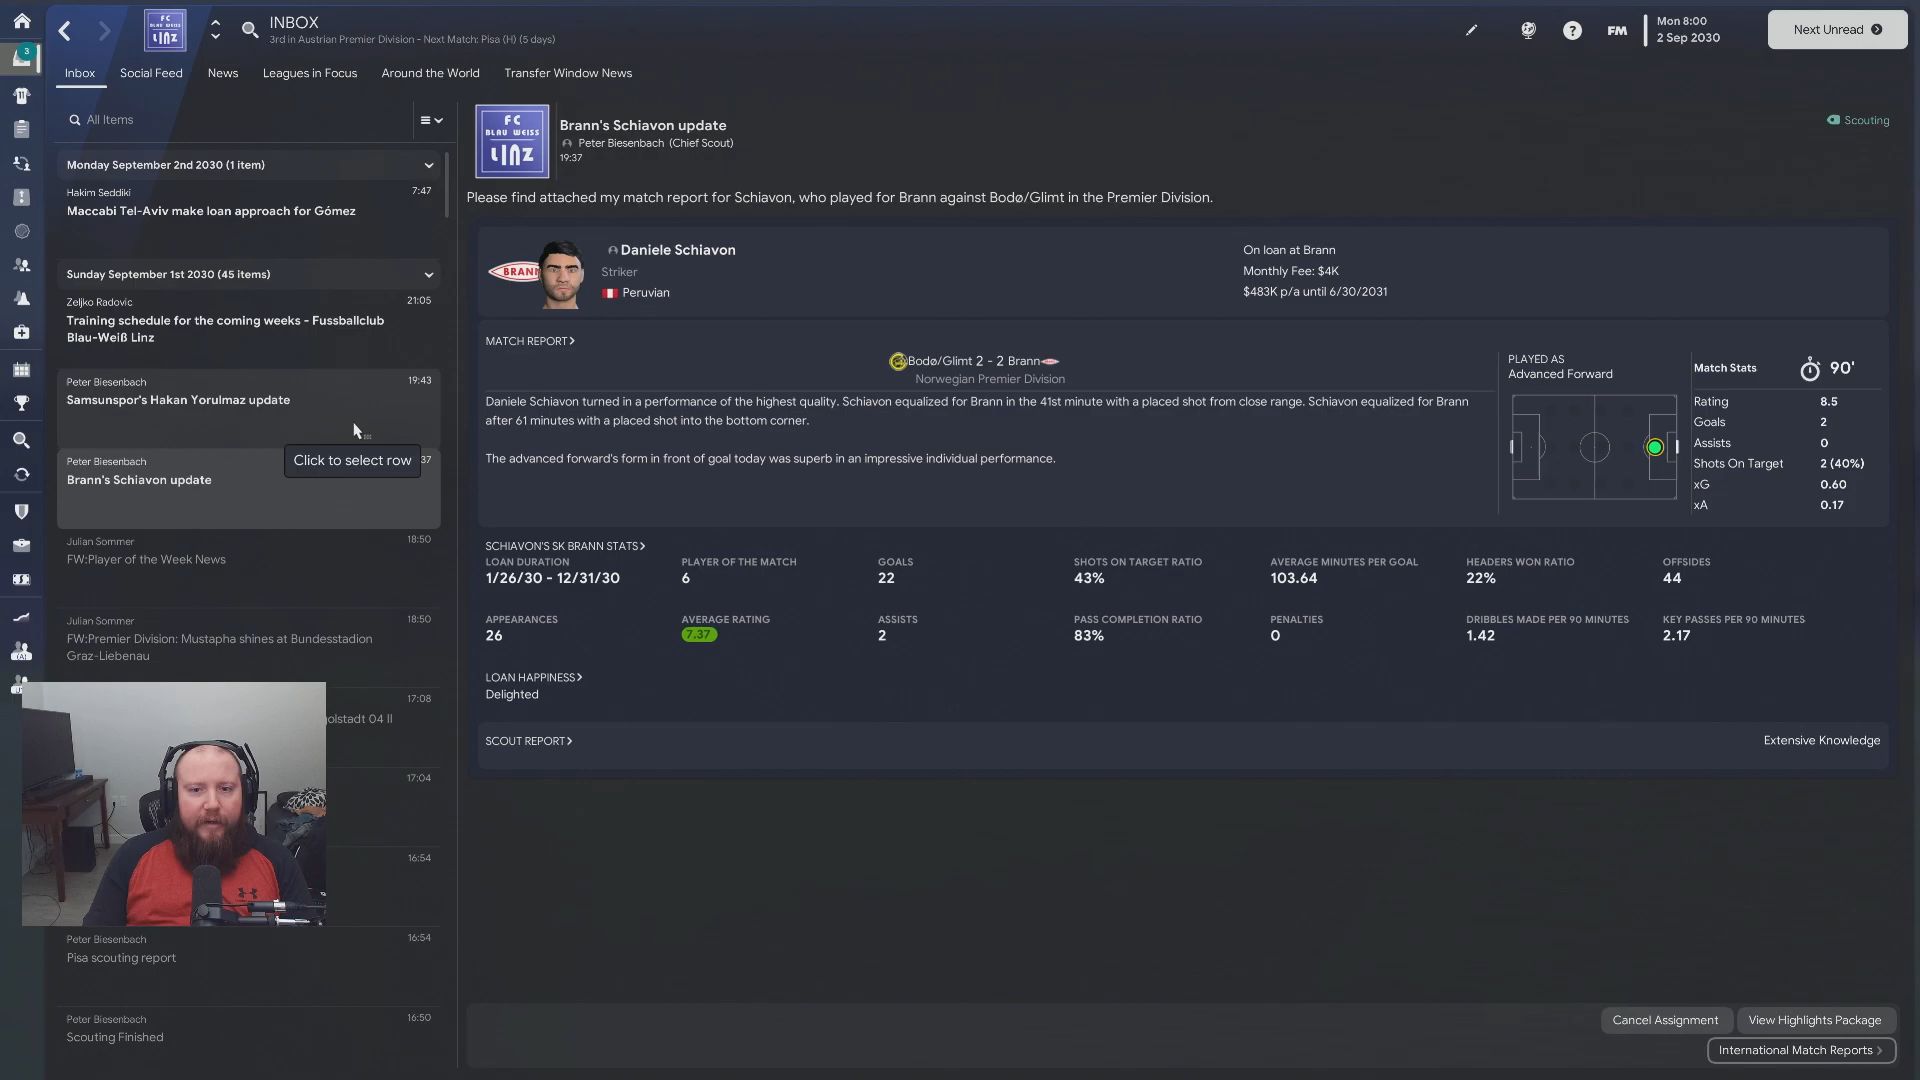 INBOX
3rd in Austrian Premier Division - Next Match: Pisa (H) (5 days)
FC
BLAU WEISS
LINZ
FM
Mon 8:00
2 Sep 2030
Next Unread
3
Inbox
Social Feed
News
Leagues in Focus
Around the World
Transfer Window News
All Items
Monday September 2nd 2030 (1 item)
Hakim Seddiki
7:47
Maccabi Tel-Aviv make loan approach for Gómez
Sunday September 1st 2030 (45 items)
Zeljko Radovic
21:05
Training schedule for the coming weeks - Fussballclub
Blau-Weiß Linz
Peter Biesenbach
19:43
Samsunspor's Hakan Yorulmaz update
Click to select row
Peter Biesenbach
37
Brann's Schiavon update
Julian Sommer
18:50
FW:Player of the Week News
Julian Sommer
18:50
FW:Premier Division: Mustapha shines at Bundesstadion
Graz-Liebenau
17:08
golstadt 04 II
17:04
16:54
Peter Biesenbach
16:54
Pisa scouting report
Peter Biesenbach
16:50
Scouting Finished
FC
BLAU WEISS
LINZ
Brann's Schiavon update
Peter Biesenbach (Chief Scout)
19:37
Scouting
Please find attached my match report for Schiavon, who played for Brann against Bodø/Glimt in the Premier Division.
BRANN
Daniele Schiavon
Striker
Peruvian
On loan at Brann
Monthly Fee: $4K
$483K p/a until 6/30/2031
MATCH REPORT
Bodø/Glimt 2 - 2 Brann
Norwegian Premier Division
Daniele Schiavon turned in a performance of the highest quality. Schiavon equalized for Brann in the 41st minute with a placed shot from close range. Schiavon equalized for Brann
after 61 minutes with a placed shot into the bottom corner.
The advanced forward's form in front of goal today was superb in an impressive individual performance.
PLAYED AS
Advanced Forward
Match Stats
90'
Rating
8.5
Goals
2
Assists
0
Shots On Target
2 (40%)
xG
0.60
xA
0.17
SCHIAVON'S SK BRANN STATS
LOAN DURATION
1/26/30 - 12/31/30
PLAYER OF THE MATCH
6
GOALS
22
SHOTS ON TARGET RATIO
43%
AVERAGE MINUTES PER GOAL
103.64
HEADERS WON RATIO
22%
OFFSIDES
44
APPEARANCES
26
AVERAGE RATING
7.37
ASSISTS
2
PASS COMPLETION RATIO
83%
PENALTIES
0
DRIBBLES MADE PER 90 MINUTES
1.42
KEY PASSES PER 90 MINUTES
2.17
LOAN HAPPINESS
Delighted
SCOUT REPORT
Extensive Knowledge
Cancel Assignment
View Highlights Package
International Match Reports